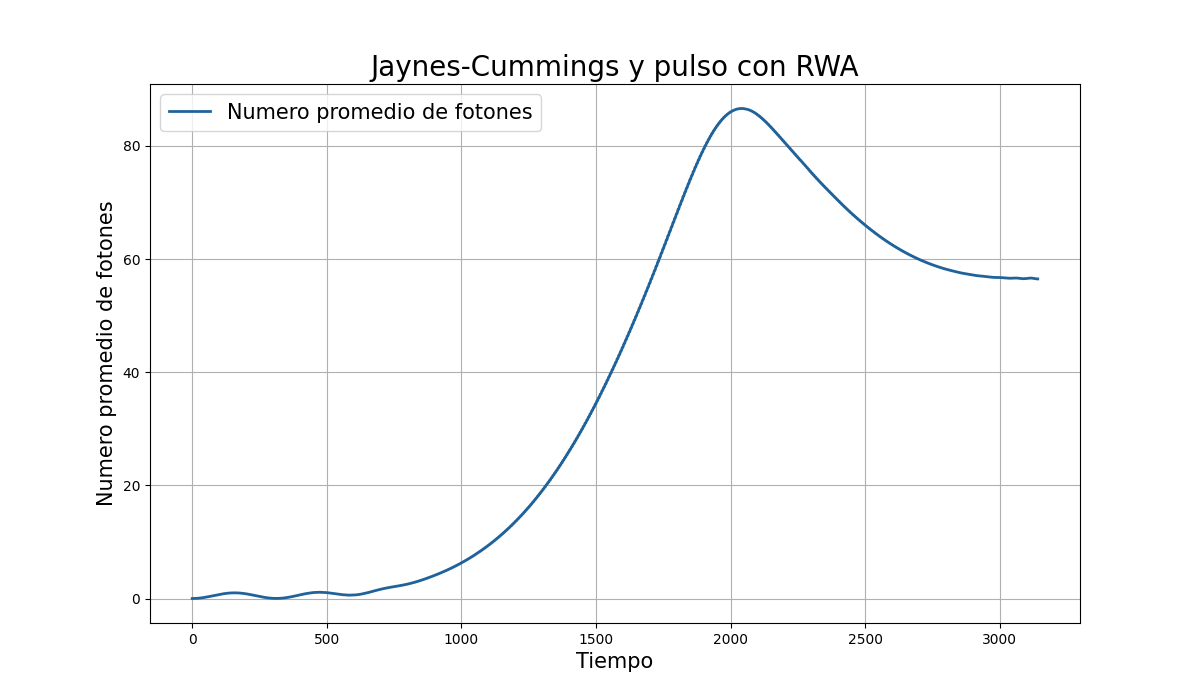 Jaynes-Cummings y pulso con RWA
Numero promedio de fotones
Numero promedio de fotones
80
60
40
20
0
0 500 1000 1500 2000 2500 3000
Tiempo